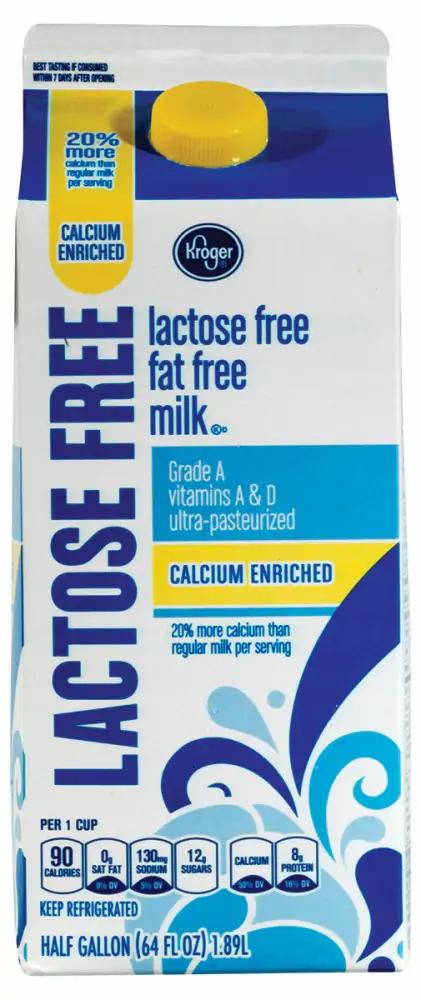 BEST TASTING IF CONSUMED
WITHIN 7 DAYS AFTER OPENING
20%
more
calcium than
regular milk
per serving
CALCIUM
ENRICHED
Kroger
LACTOSE FREE
lactose free
fat free
milk
Grade A
vitamins A & D
ultra-pasteurized
CALCIUM ENRICHED
20% more calcium than
regular milk per serving
PER 1 CUP
90 CALORIES
0g SAT FAT 0% DV
130mg SODIUM 5% DV
12g SUGARS
CALCIUM 50% DV
8g PROTEIN 16% DV
KEEP REFRIGERATED
HALF GALLON (64 FL OZ) 1.89L